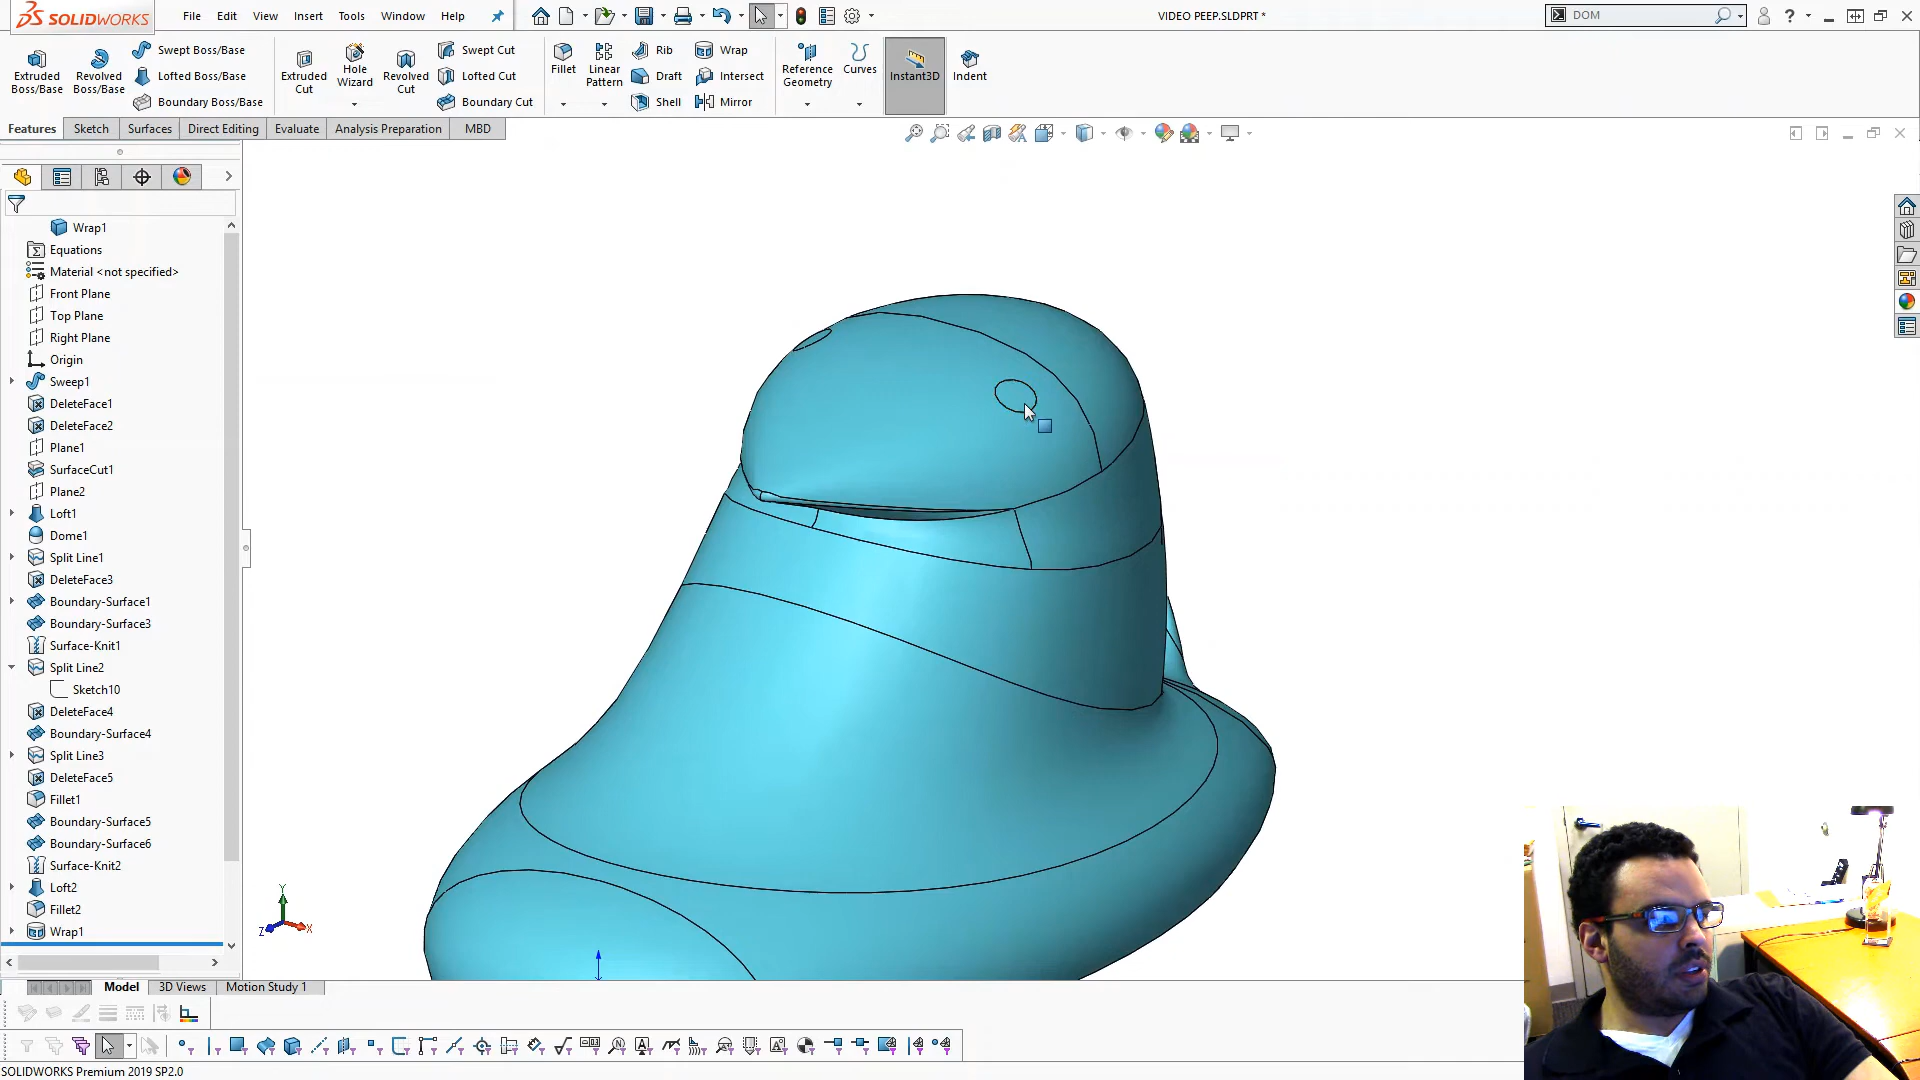 SOLIDWORKS
File Edit View Insert Tools Window Help
VIDEO PEEP.SLDPRT *
DOM
Extruded Boss/Base
Revolved Boss/Base
Swept Boss/Base
Lofted Boss/Base
Boundary Boss/Base
Extruded Cut
Hole Wizard
Revolved Cut
Swept Cut
Lofted Cut
Boundary Cut
Fillet
Linear Pattern
Rib
Draft
Shell
Wrap
Intersect
Mirror
Reference Geometry
Curves
Instant3D
Indent
Features Sketch Surfaces Direct Editing Evaluate Analysis Preparation MBD
Wrap1
Equations
Material <not specified>
Front Plane
Top Plane
Right Plane
Origin
Sweep1
DeleteFace1
DeleteFace2
Plane1
SurfaceCut1
Plane2
Loft1
Dome1
Split Line1
DeleteFace3
Boundary-Surface1
Boundary-Surface3
Surface-Knit1
Split Line2
Sketch10
DeleteFace4
Boundary-Surface4
Split Line3
DeleteFace5
Fillet1
Boundary-Surface5
Boundary-Surface6
Surface-Knit2
Loft2
Fillet2
Wrap1
Y
Z X
Model 3D Views Motion Study 1
SOLIDWORKS Premium 2019 SP2.0